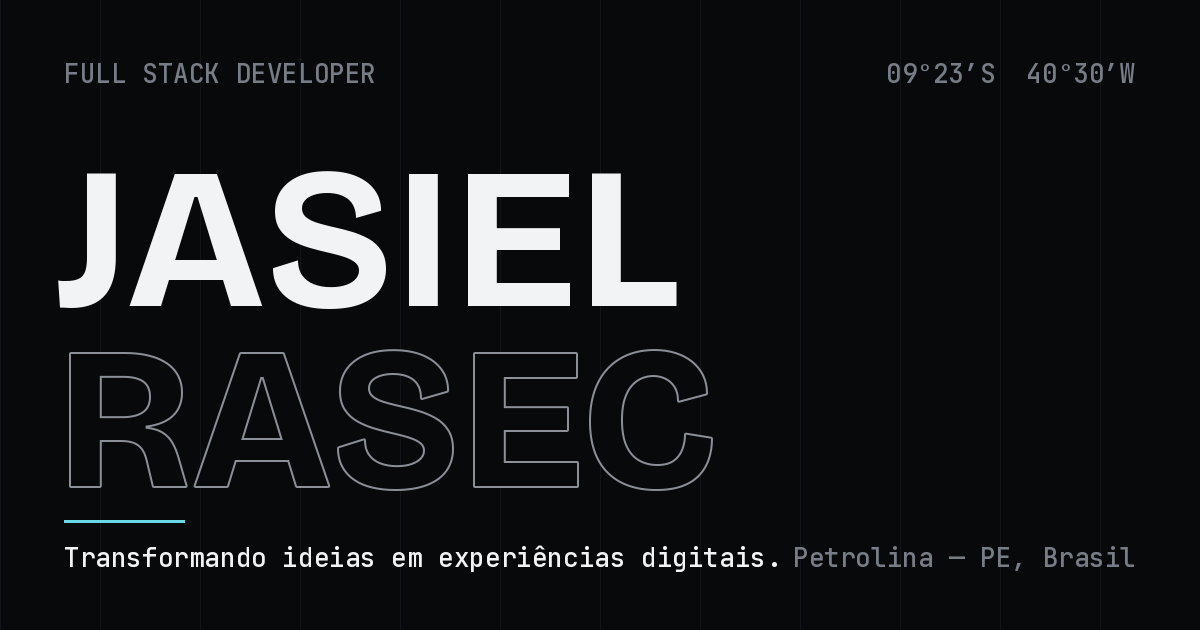 FULL STACK DEVELOPER
09°23′S 40°30′W
JASIEL
RASEC
Transformando ideias em experiências digitais.
Petrolina — PE, Brasil